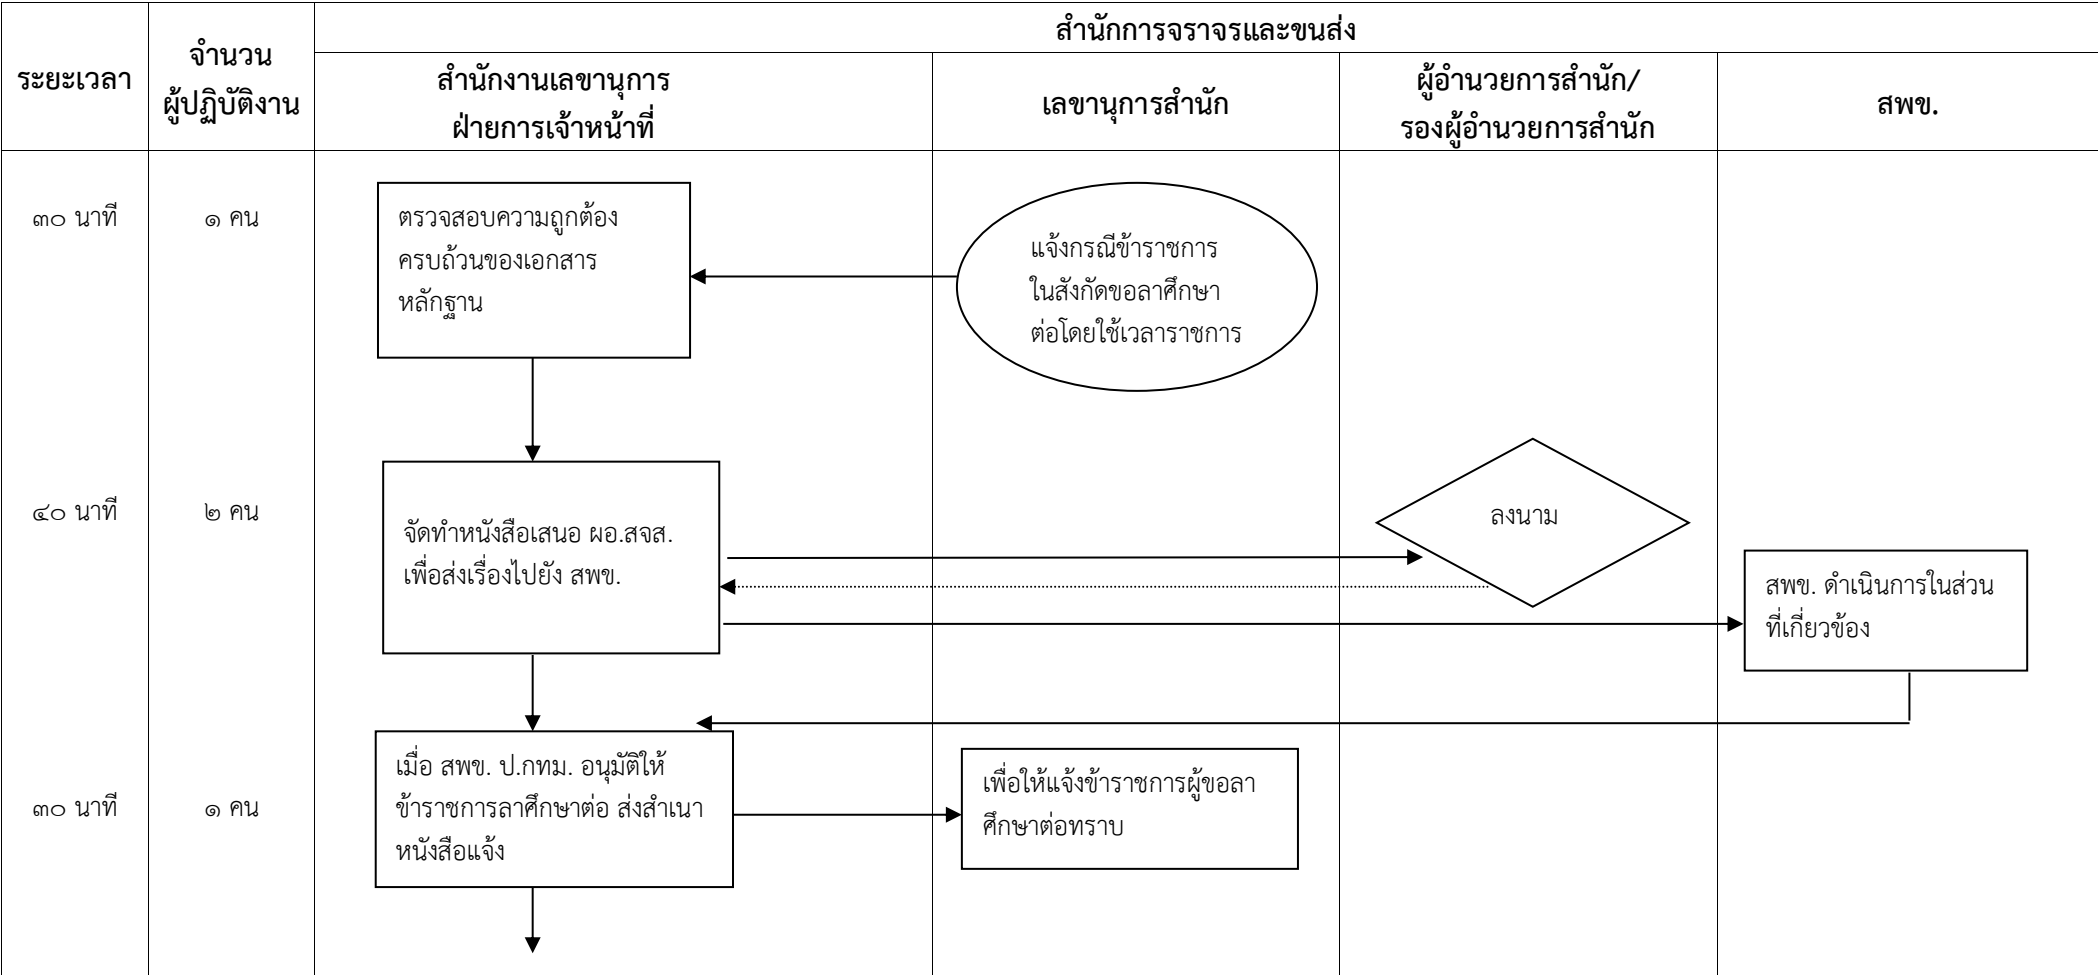 ระยะเวลา
จำนวน
ผู้ปฏิบัติงาน
สำนักการจราจรและขนส่ง
สำนักงานเลขานุการ
ฝ่ายการเจ้าหน้าที่
เลขานุการสำนัก
ผู้อำนวยการสำนัก/
รองผู้อำนวยการสำนัก
สพข.
๓๐ นาที
๑ คน
ตรวจสอบความถูกต้อง
ครบถ้วนของเอกสาร
หลักฐาน
แจ้งกรณีข้าราชการ
ในสังกัดขอลาศึกษา
ต่อโดยใช้เวลาราชการ
๔๐ นาที
๒ คน
จัดทำหนังสือเสนอ ผอ.สจส.
เพื่อส่งเรื่องไปยัง สพข.
ลงนาม
สพข. ดำเนินการในส่วน
ที่เกี่ยวข้อง
๓๐ นาที
๑ คน
เมื่อ สพข. ป.กทม. อนุมัติให้
ข้าราชการลาศึกษาต่อ ส่งสำเนา
หนังสือแจ้ง
เพื่อให้แจ้งข้าราชการผู้ขอลา
ศึกษาต่อทราบ